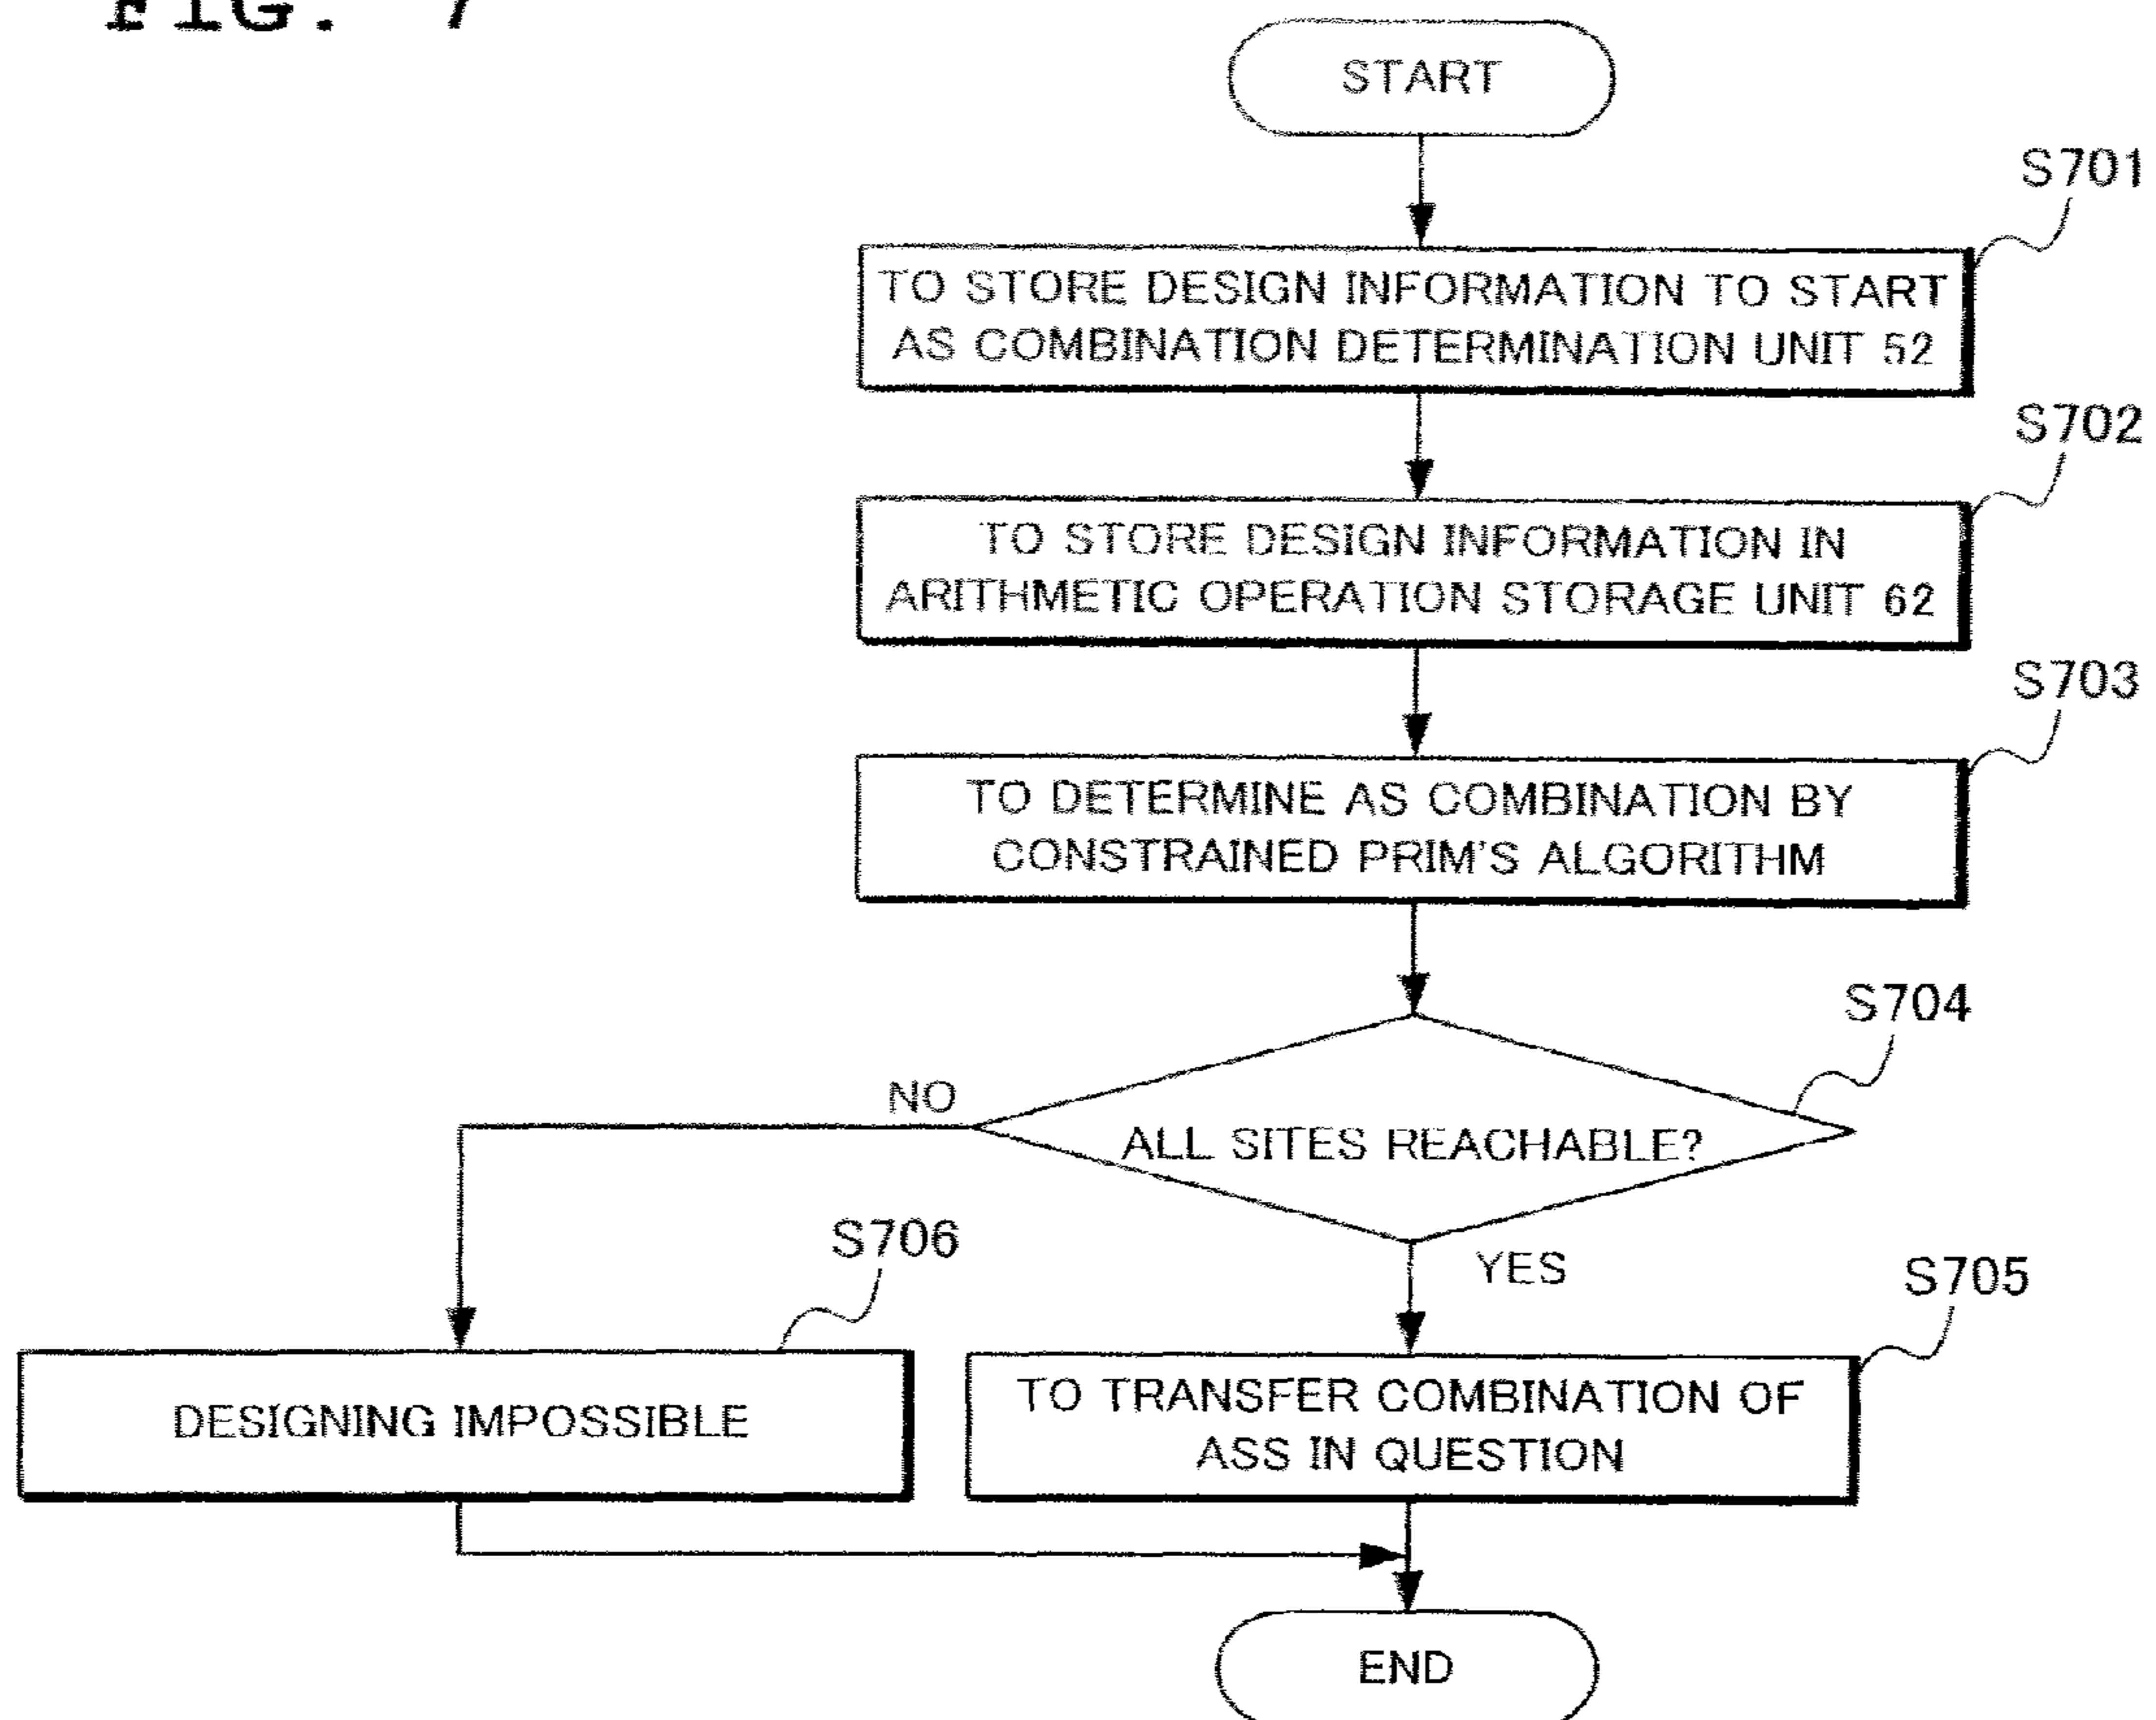 FIG. 7
START
S701
TO STORE DESIGN INFORMATION TO START
AS COMBINATION DETERMINATION UNIT 52
S702
TO STORE DESIGN INFORMATION IN
ARITHMETIC OPERATION STORAGE UNIT 62
S703
TO DETERMINE AS COMBINATION BY
CONSTRAINED PRIM'S ALGORITHM
S704
NO
ALL SITES REACHABLE?
YES
S706
S705
DESIGNING IMPOSSIBLE
TO TRANSFER COMBINATION OF
ASS IN QUESTION
END